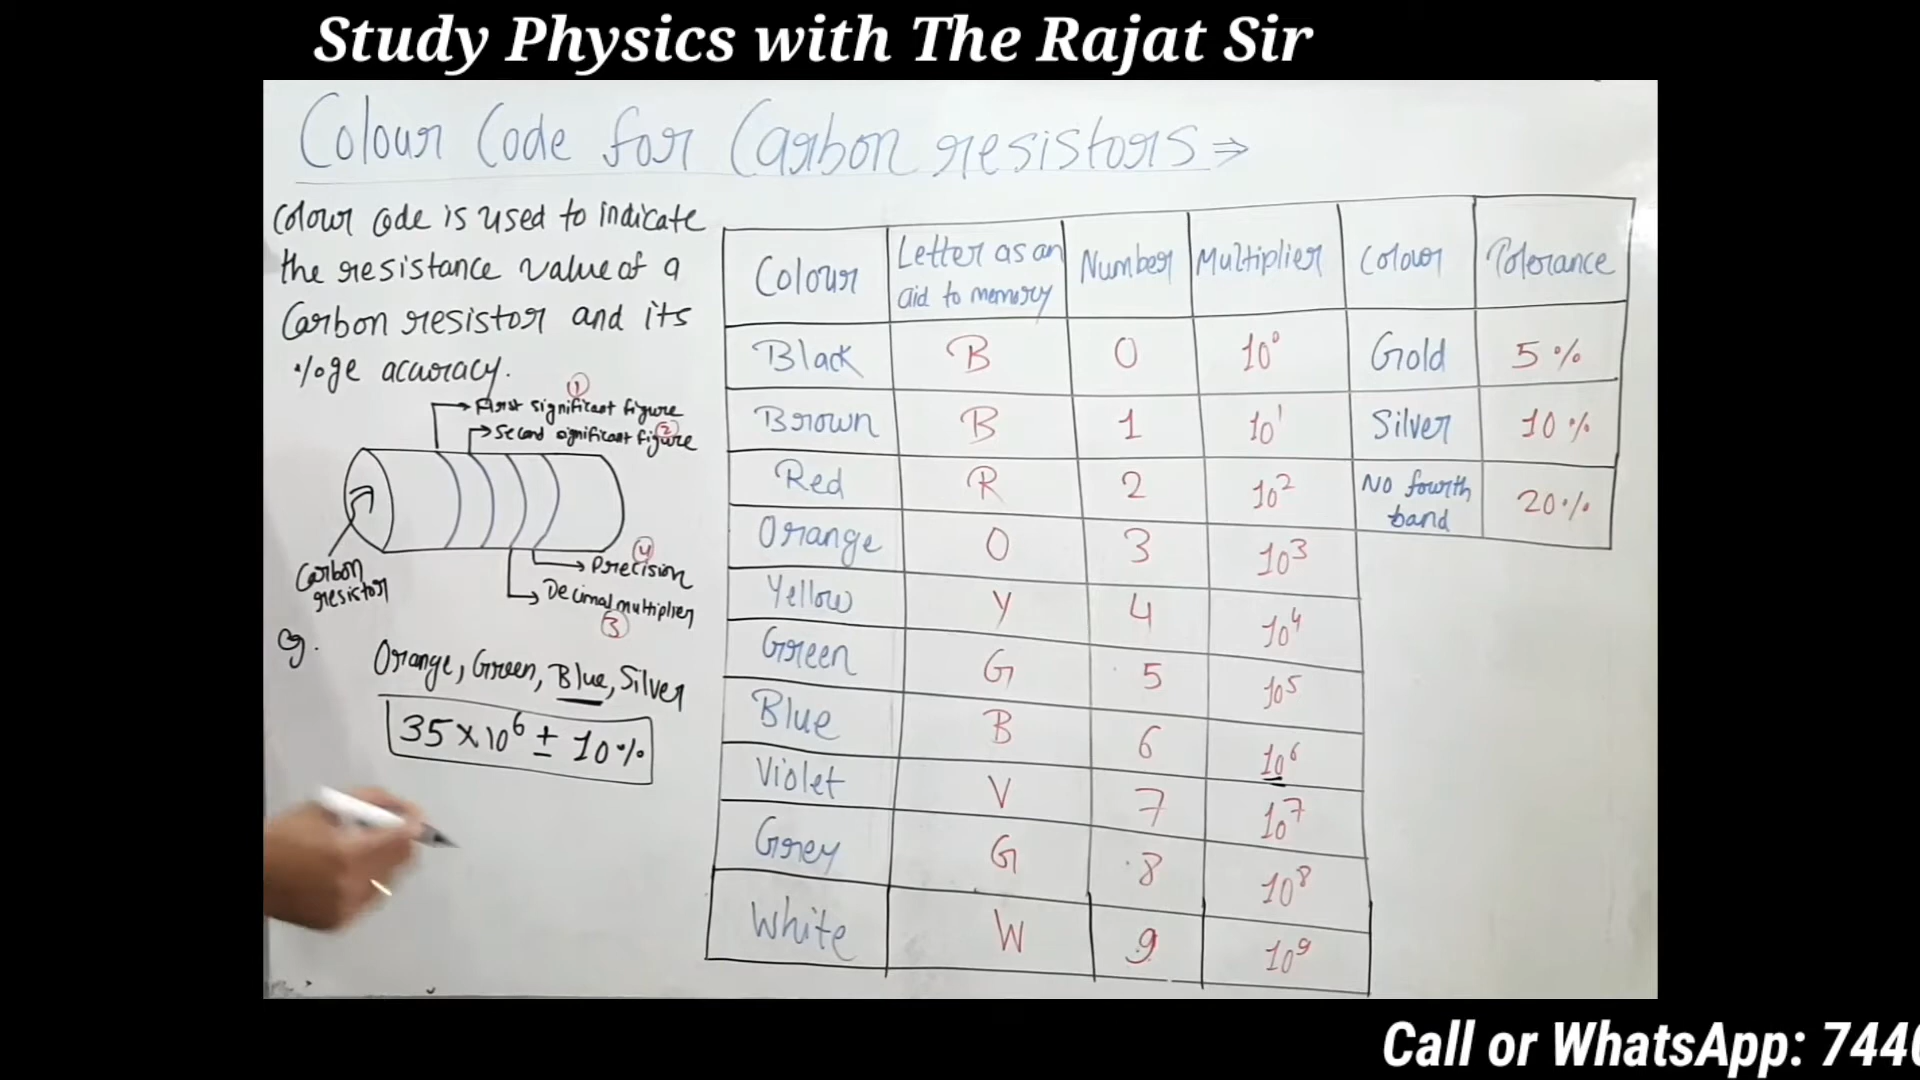 Study Physics with The Rajat Sir
Colour Code for Carbon resistors ⇒
Colour code is used to indicate
the resistance value of a
Carbon resistor and its
%ge accuracy.
① 
First significant figure
Second significant figure ②
Carbon
resistor
④
Precision
Decimal multiplier
③
eg.
Orange, Green, Blue, Silver
35×10⁶ ± 10%
Colour | Letter as an aid to memory | Number | Multiplier | Colour | Tolerance
Black | B | 0 | 10⁰ | Gold | 5%
Brown | B | 1 | 10¹ | Silver | 10%
Red | R | 2 | 10² | No fourth band | 20%
Orange | O | 3 | 10³
Yellow | Y | 4 | 10⁴
Green | G | 5 | 10⁵
Blue | B | 6 | 10⁶
Violet | V | 7 | 10⁷
Grey | G | 8 | 10⁸
White | W | 9 | 10⁹
Call or WhatsApp: 744